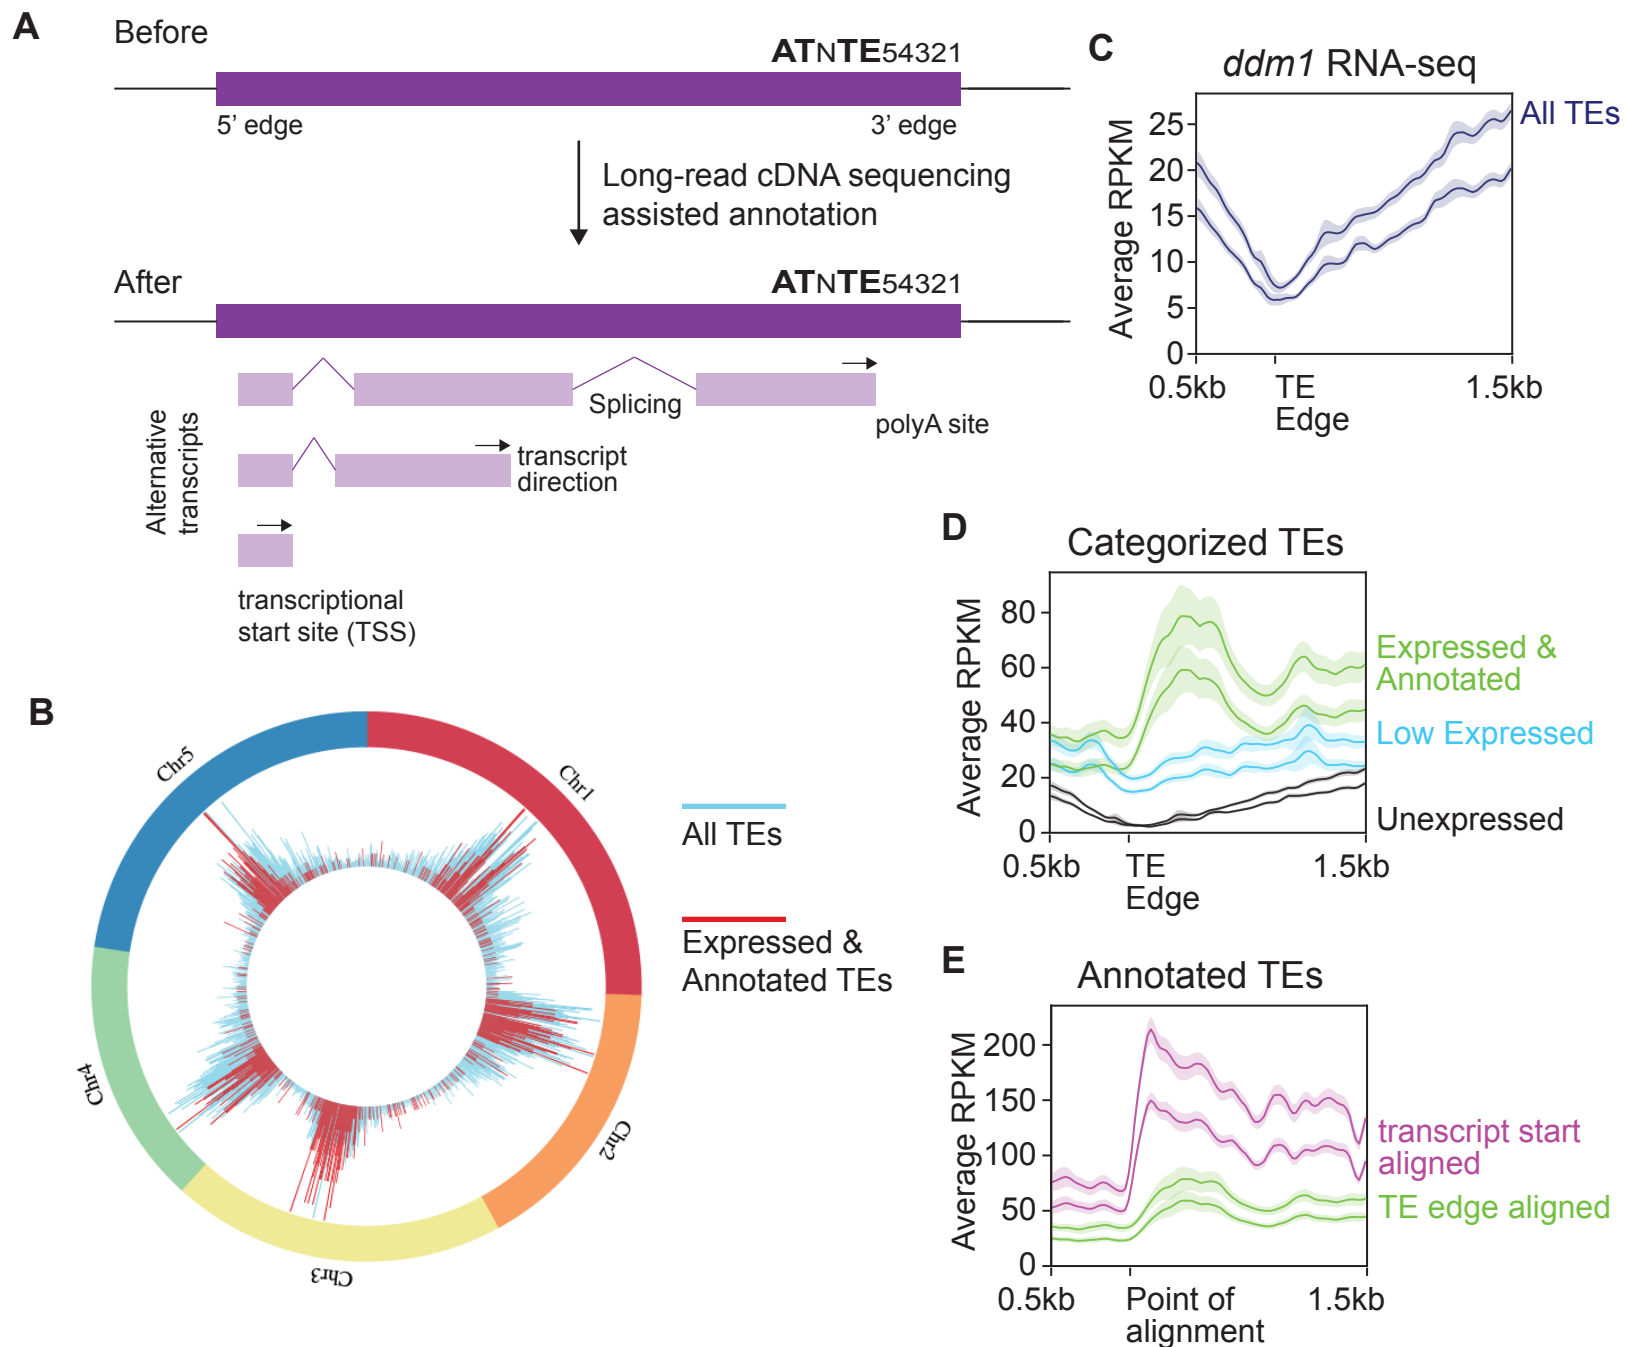 A
Before
ATNTE54321
5’ edge
3’ edge
Long-read cDNA sequencing
assisted annotation
After
ATNTE54321
Splicing
polyA site
Alternative
transcripts
transcript
direction
transcriptional
start site (TSS)
B
Chr5
Chr1
Chr4
Chr2
Chr3
All TEs
Expressed &
Annotated TEs
C
ddm1 RNA-seq
All TEs
Average RPKM
25
20
15
10
5
0
0.5kb
TE
Edge
1.5kb
D
Categorized TEs
Average RPKM
80
60
40
20
0
Expressed &
Annotated
Low Expressed
Unexpressed
0.5kb
TE
Edge
1.5kb
E
Annotated TEs
Average RPKM
200
150
100
50
0
transcript start
aligned
TE edge aligned
0.5kb
Point of
alignment
1.5kb